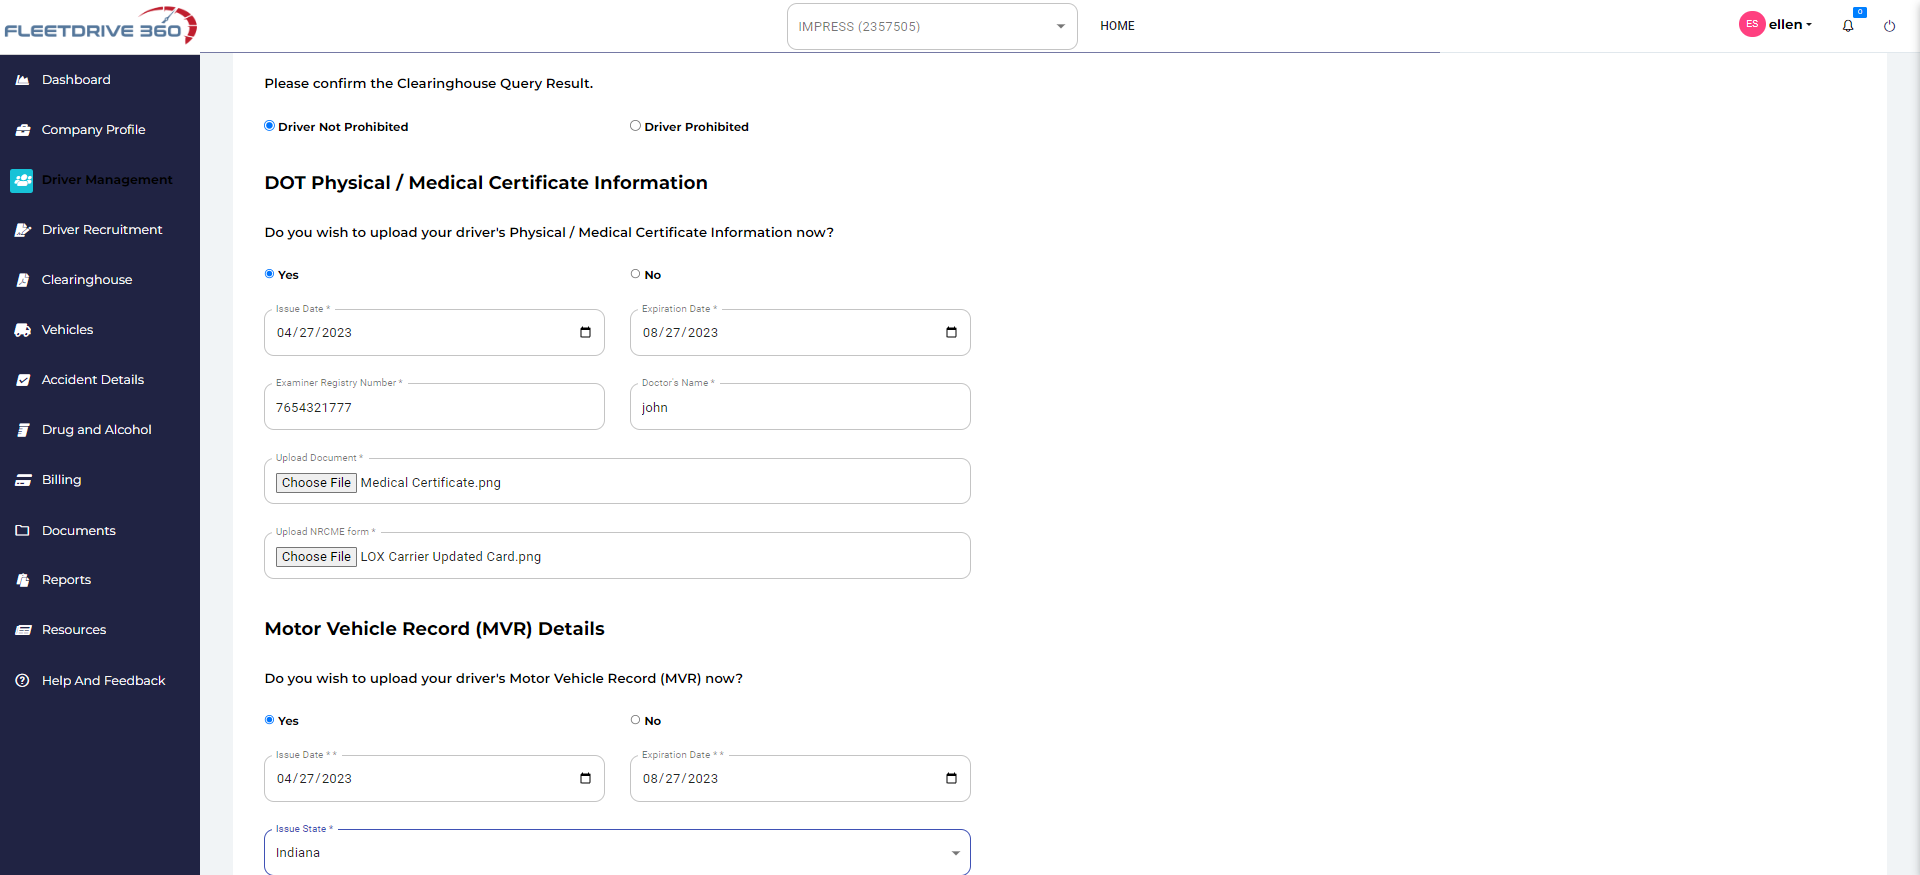 FLEETDRIVE 360
IMPRESS (2357505)
HOME
ES
ellen
0
Dashboard
Company Profile
Driver Management
Driver Recruitment
Clearinghouse
Vehicles
Accident Details
Drug and Alcohol
Billing
Documents
Reports
Resources
Help And Feedback
Please confirm the Clearinghouse Query Result.
Driver Not Prohibited
Driver Prohibited
DOT Physical / Medical Certificate Information
Do you wish to upload your driver's Physical / Medical Certificate Information now?
Yes
No
Issue Date *
04/27/2023
Expiration Date *
08/27/2023
Examiner Registry Number *
7654321777
Doctor's Name *
john
Upload Document *
Choose File Medical Certificate.png
Upload NRCME form *
Choose File LOX Carrier Updated Card.png
Motor Vehicle Record (MVR) Details
Do you wish to upload your driver's Motor Vehicle Record (MVR) now?
Yes
No
Issue Date * *
04/27/2023
Expiration Date * *
08/27/2023
Issue State *
Indiana